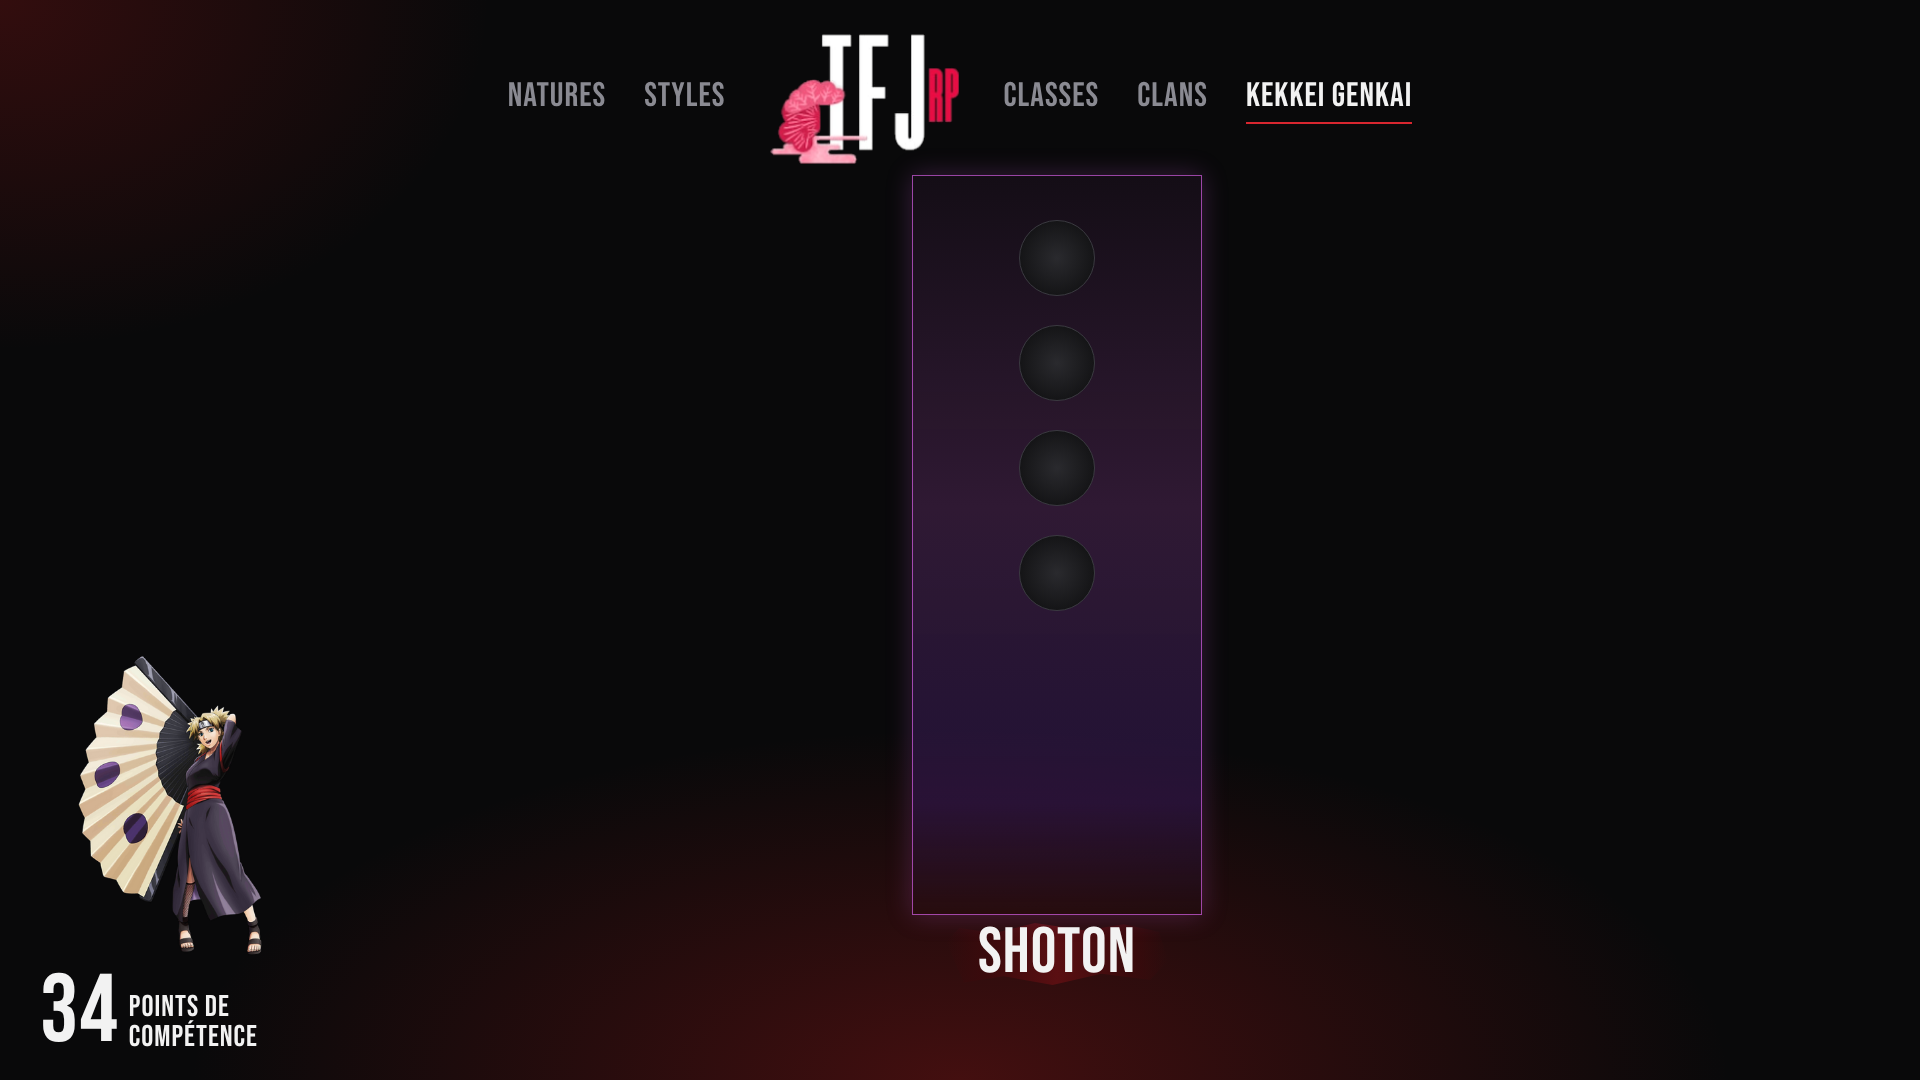 NATURES
STYLES
TFJ RP
CLASSES
CLANS
KEKKEI GENKAI
SHOTON
34
POINTS DE
COMPÉTENCE